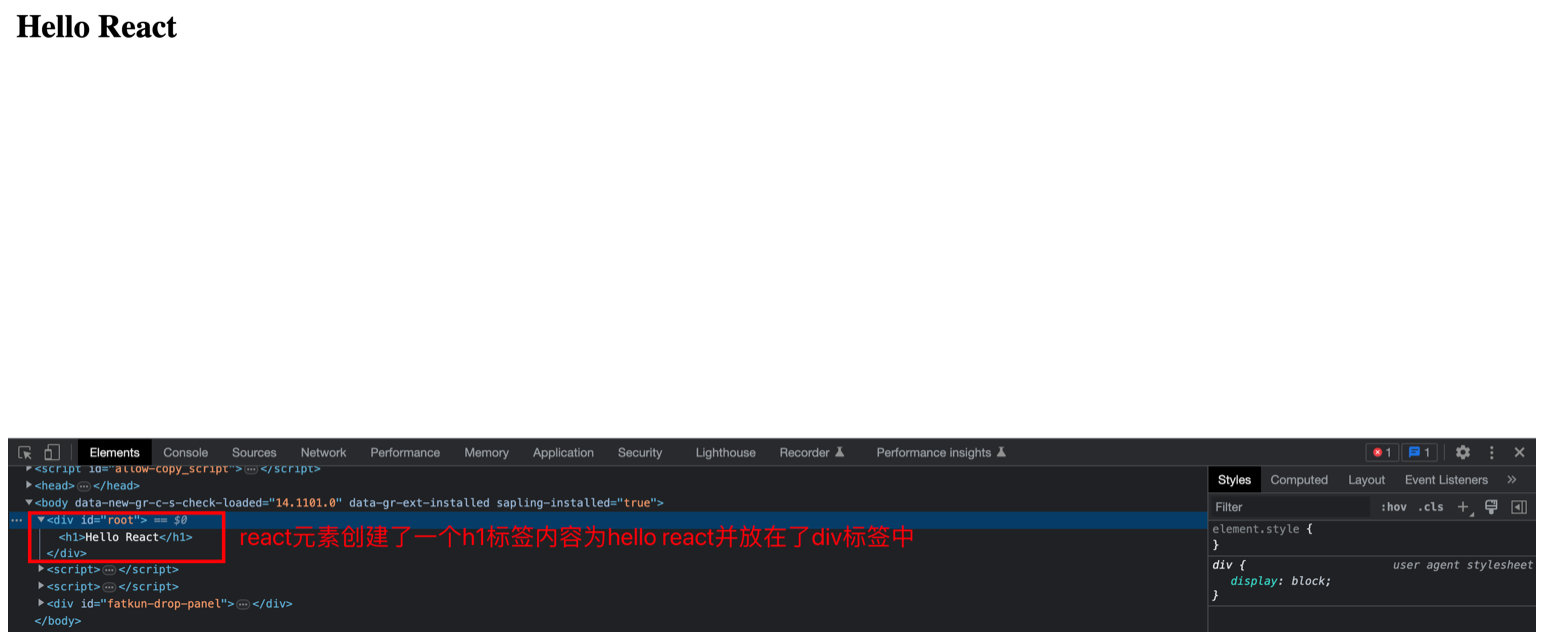 Hello React
Elements Console Sources Network Performance Memory Application Security Lighthouse Recorder Performance insights 1 1
<script id="allow-copy_script">…</script>
<head>…</head>
<body data-new-gr-c-s-check-loaded="14.1101.0" data-gr-ext-installed sapling-installed="true">
<div id="root"> == $0
<h1>Hello React</h1>
react元素创建了一个h1标签内容为hello react并放在了div标签中
</div>
<script>…</script>
<script>…</script>
<div id="fatkun-drop-panel">…</div>
</body>
Styles Computed Layout Event Listeners »
Filter :hov .cls +
element.style {
}
div { user agent stylesheet
display: block;
}